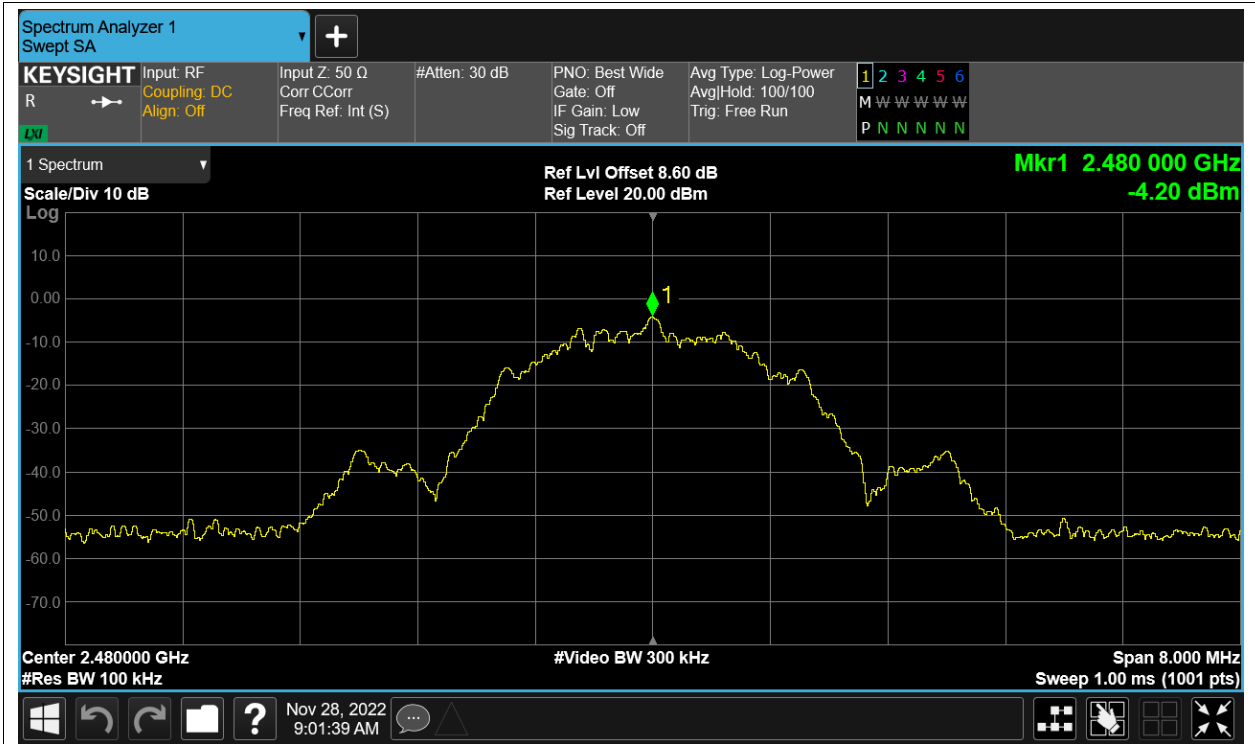 Spectrum Analyzer 1
Swept SA
KEYSIGHT
R
LXI
Input: RF
Coupling: DC
Align: Off
Input Z: 50 Ω
Corr CCorr
Freq Ref: Int (S)
#Atten: 30 dB
PNO: Best Wide
Gate: Off
IF Gain: Low
Sig Track: Off
Avg Type: Log-Power
Avg|Hold: 100/100
Trig: Free Run
1 2 3 4 5 6
M W W W W W W
P N N N N N N
1 Spectrum
Scale/Div 10 dB
Log
Ref Lvl Offset 8.60 dB
Ref Level 20.00 dBm
Mkr1 2.480 000 GHz
-4.20 dBm
1
10.0
0.00
-10.0
-20.0
-30.0
-40.0
-50.0
-60.0
-70.0
Center 2.480000 GHz
#Res BW 100 kHz
#Video BW 300 kHz
Span 8.000 MHz
Sweep 1.00 ms (1001 pts)
?
Nov 28, 2022
9:01:39 AM